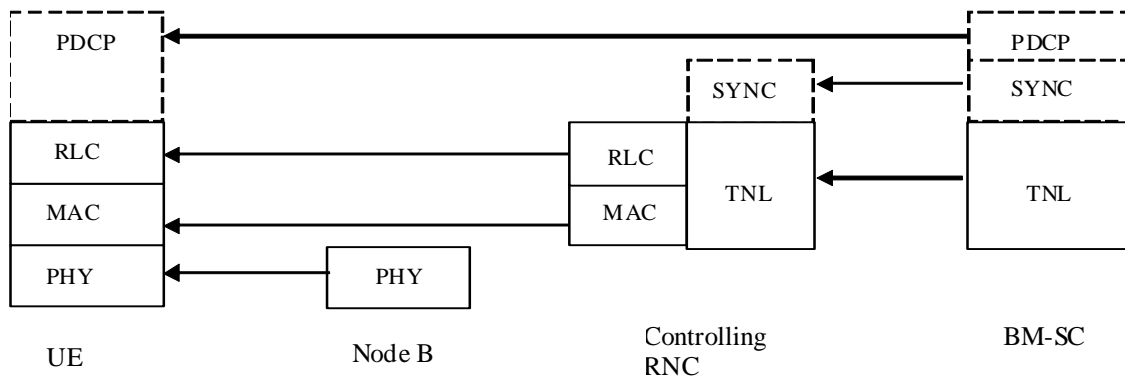 PDCP
PDCP
SYNC
SYNC
RLC
RLC
MAC
MAC
TNL
TNL
PHY
PHY
UE
Node B
Controlling
RNC
BM-SC